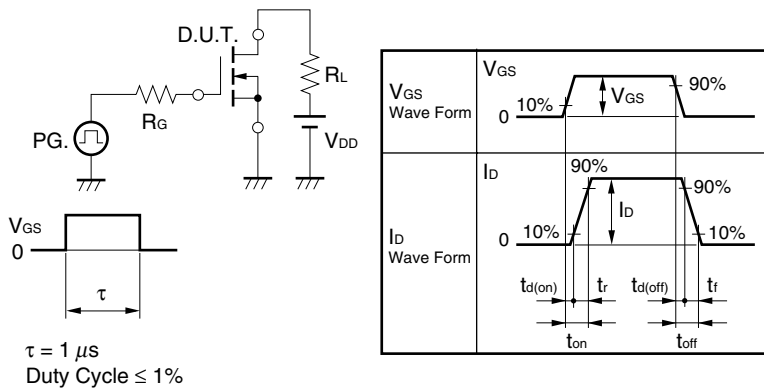 D.U.T.
RL
RG
PG.
VDD
VGS
0
τ
τ = 1 μs
Duty Cycle ≤ 1%
VGS
Wave Form
VGS
10%
0
VGS
90%
ID
Wave Form
ID
90%
90%
0
10%
ID
10%
td(on)
tr
td(off)
tf
ton
toff